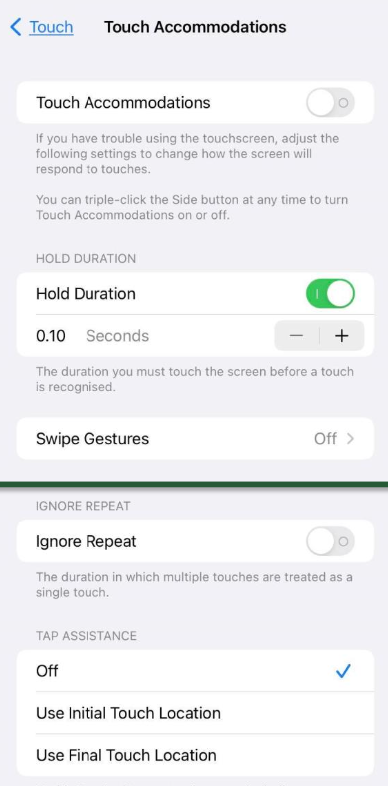 Touch
Touch Accommodations
Touch Accommodations
If you have trouble using the touchscreen, adjust the
following settings to change how the screen will
respond to touches.
You can triple-click the Side button at any time to turn
Touch Accommodations on or off.
HOLD DURATION
Hold Duration
0.10 Seconds
− +
The duration you must touch the screen before a touch
is recognised.
Swipe Gestures Off
IGNORE REPEAT
Ignore Repeat
The duration in which multiple touches are treated as a
single touch.
TAP ASSISTANCE
Off
Use Initial Touch Location
Use Final Touch Location